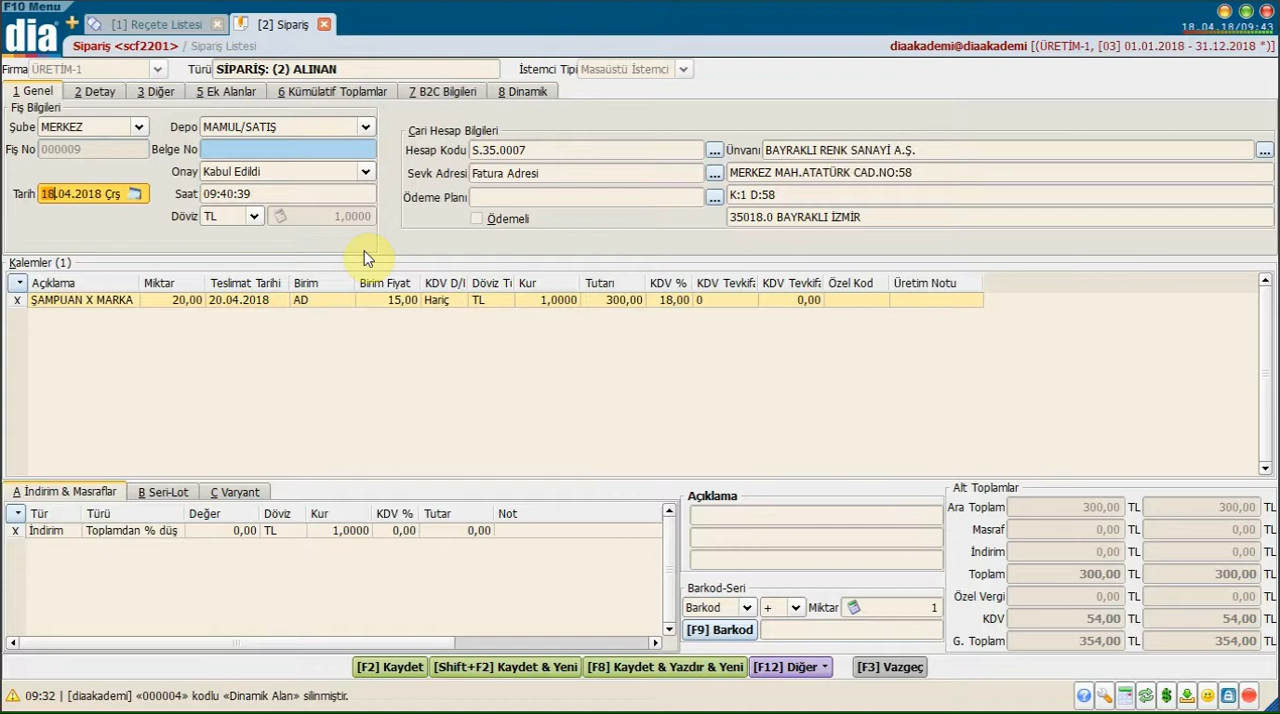 F10 Menu
dia
[1] Reçete Listesi
[2] Sipariş
18.04.18/09:43
Sipariş <scf2201> / Sipariş Listesi
diaakademi@diaakademi [(ÜRETİM-1, [03] 01.01.2018 - 31.12.2018 *)]
Firma ÜRETİM-1
Türü SİPARİŞ: (2) ALINAN
İstemci Tipi Masaüstü İstemci
1 Genel 2 Detay 3 Diğer 5 Ek Alanlar 6 Kümülatif Toplamlar 7 B2C Bilgileri 8 Dinamik
Fiş Bilgileri
Şube MERKEZ Depo MAMUL/SATIŞ
Fiş No 000009 Belge No
Onay Kabul Edildi
Tarih 18.04.2018 Çrş Saat 09:40:39
Döviz TL 1,0000
Cari Hesap Bilgileri
Hesap Kodu S.35.0007 ... Ünvanı BAYRAKLI RENK SANAYİ A.Ş. ...
Sevk Adresi Fatura Adresi ... MERKEZ MAH.ATATÜRK CAD.NO:58
Ödeme Planı ... K:1 D:58
Ödemeli 35018.0 BAYRAKLI İZMİR
Kalemler (1)
Açıklama Miktar Teslimat Tarihi Birim Birim Fiyat KDV D/İ Döviz Tü Kur Tutarı KDV % KDV Tevkifa KDV Tevkifa Özel Kod Üretim Notu
X ŞAMPUAN X MARKA 20,00 20.04.2018 AD 15,00 Hariç TL 1,0000 300,00 18,00 0 0,00
A İndirim & Masraflar B Seri-Lot C Varyant
Tür Türü Değer Döviz Kur KDV % Tutar Not
X İndirim Toplamdan % düş 0,00 TL 1,0000 0,00 0,00
Açıklama
Barkod-Seri
Barkod + Miktar 1
[F9] Barkod
Alt Toplamlar
Ara Toplam 300,00 TL 300,00 TL
Masraf 0,00 TL 0,00 TL
İndirim 0,00 TL 0,00 TL
Toplam 300,00 TL 300,00 TL
Özel Vergi 0,00 TL 0,00 TL
KDV 54,00 TL 54,00 TL
G. Toplam 354,00 TL 354,00 TL
[F2] Kaydet [Shift+F2] Kaydet & Yeni [F8] Kaydet & Yazdır & Yeni [F12] Diğer [F3] Vazgeç
09:32 | [diaakademi] «000004» kodlu «Dinamik Alan» silinmiştir.